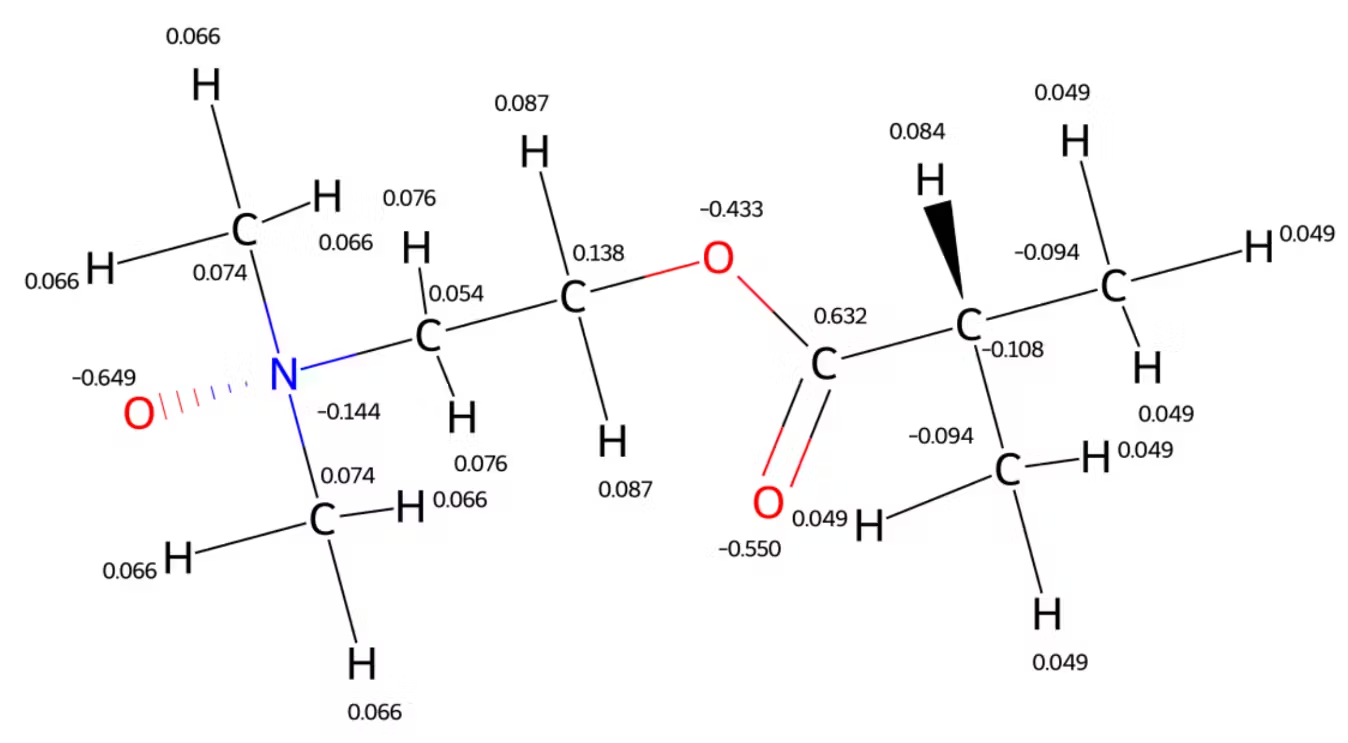 0.066
H
0.087
H
0.049
H
0.084
H
H
0.076
0.066
H
-0.433
O
C
0.074
H
0.066
0.054
C
0.138
C
-0.094
C
H
0.049
0.632
C
C
-0.108
H
0.049
-0.649
O
N
-0.144
H
0.076
H
0.087
-0.094
C
H
0.049
0.074
C
H
0.066
O
-0.550
0.049
H
0.066
H
H
0.049
H
0.066